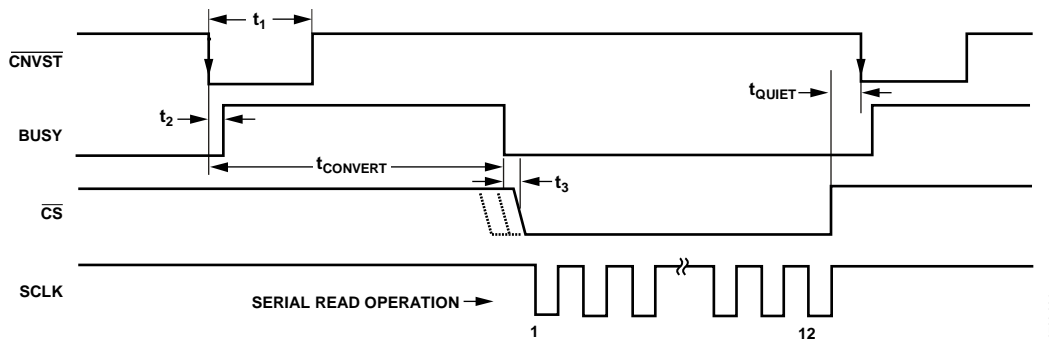 t1
CNVST
tQUIET
t2
BUSY
tCONVERT
t3
CS
SCLK
SERIAL READ OPERATION
1
12